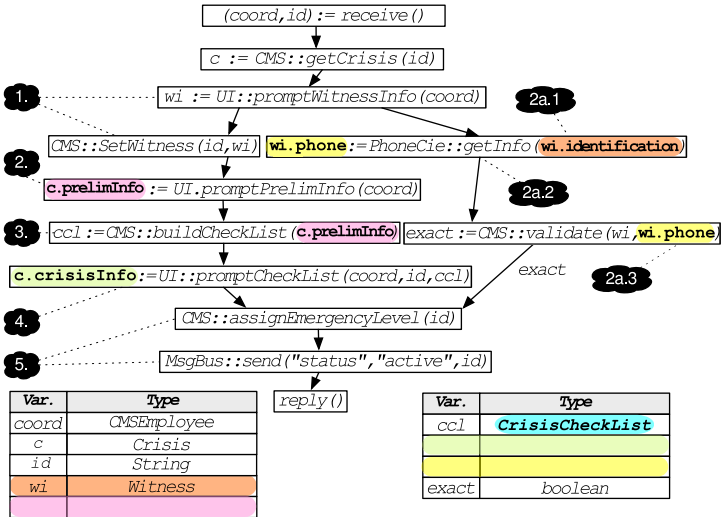 (coord,id):= receive()
c := CMS::getCrisis(id)
1.
wi := UI::promptWitnessInfo(coord)
2a.1
CMS::SetWitness(id,wi)
wi.phone:=PhoneCie::getInfo(wi.identification)
2.
c.prelimInfo := UI.promptPrelimInfo(coord)
2a.2
3.
ccl:=CMS::buildCheckList(c.prelimInfo)
exact:=CMS::validate(wi,wi.phone)
c.crisisInfo:=UI::promptCheckList(coord,id,ccl)
exact
2a.3
4.
CMS::assignEmergencyLevel(id)
5.
MsgBus::send("status","active",id)
reply()
Var. Type
coord CMSEmployee
c Crisis
id String
wi Witness
Var. Type
ccl CrisisCheckList
exact boolean